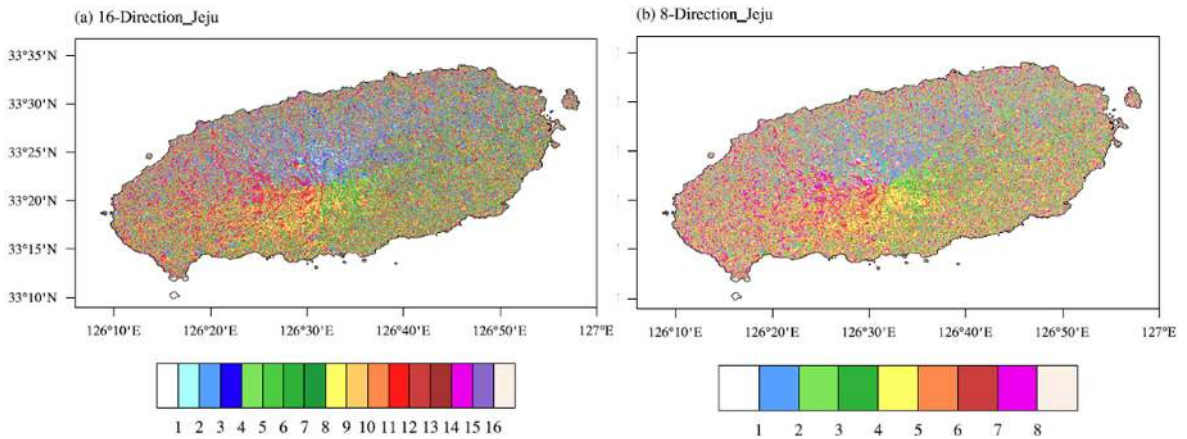 (a) 16-Direction_Jeju
33°35'N
33°30'N
33°25'N
33°20'N
33°15'N
33°10'N
126°10'E 126°20'E 126°30'E 126°40'E 126°50'E 127°E
1 2 3 4 5 6 7 8 9 10 11 12 13 14 15 16
(b) 8-Direction_Jeju
126°10'E 126°20'E 126°30'E 126°40'E 126°50'E 127°E
1 2 3 4 5 6 7 8